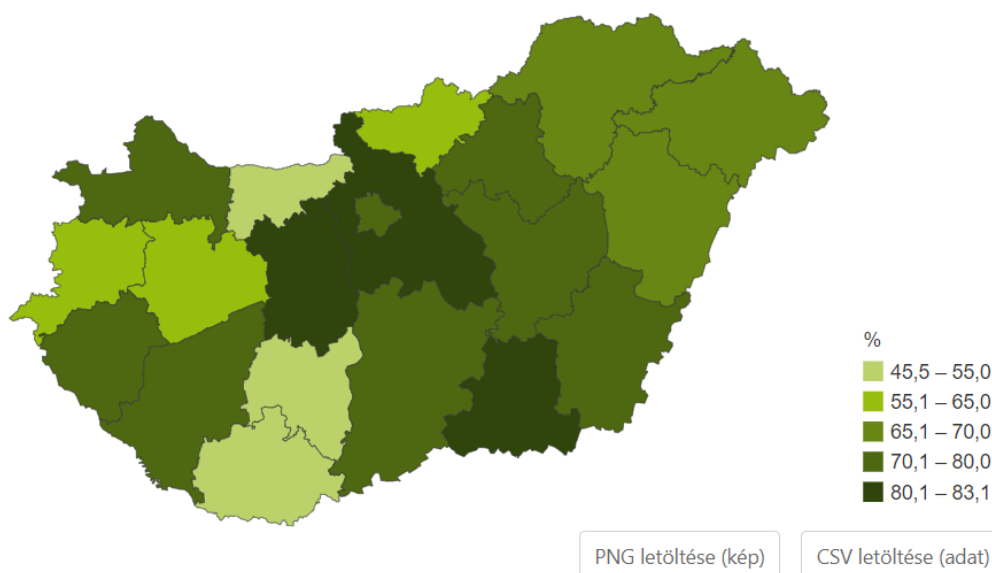 %
45,5 – 55,0
55,1 – 65,0
65,1 – 70,0
70,1 – 80,0
80,1 – 83,1
PNG letöltése (kép)
CSV letöltése (adat)